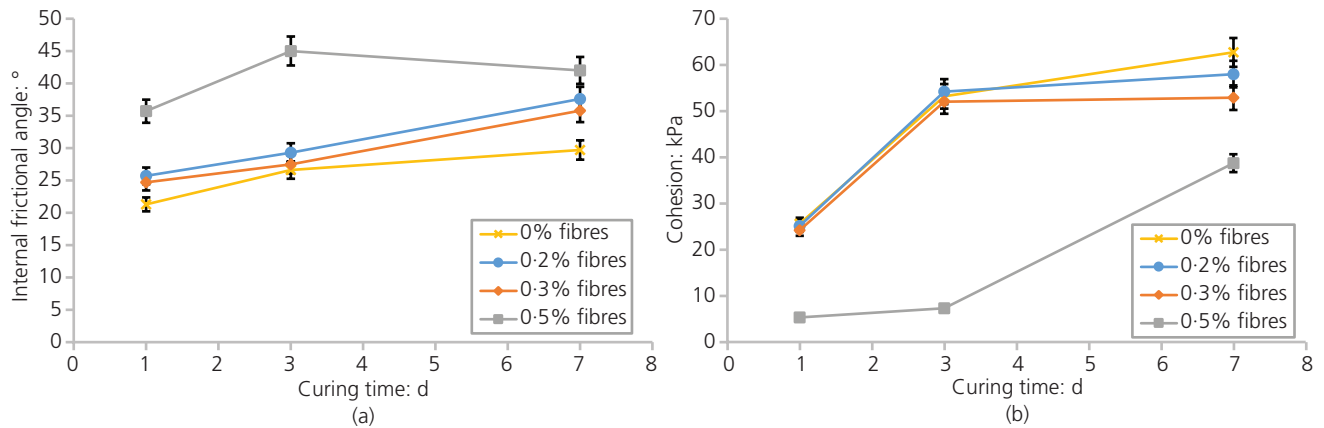 50
45
40
35
30
25
20
15
10
5
0
Internal frictional angle: °
0 1 2 3 4 5 6 7 8
Curing time: d
(a)
0% fibres
0·2% fibres
0·3% fibres
0·5% fibres
70
60
50
40
30
20
10
0
Cohesion: kPa
0 1 2 3 4 5 6 7 8
Curing time: d
(b)
0% fibres
0·2% fibres
0·3% fibres
0·5% fibres